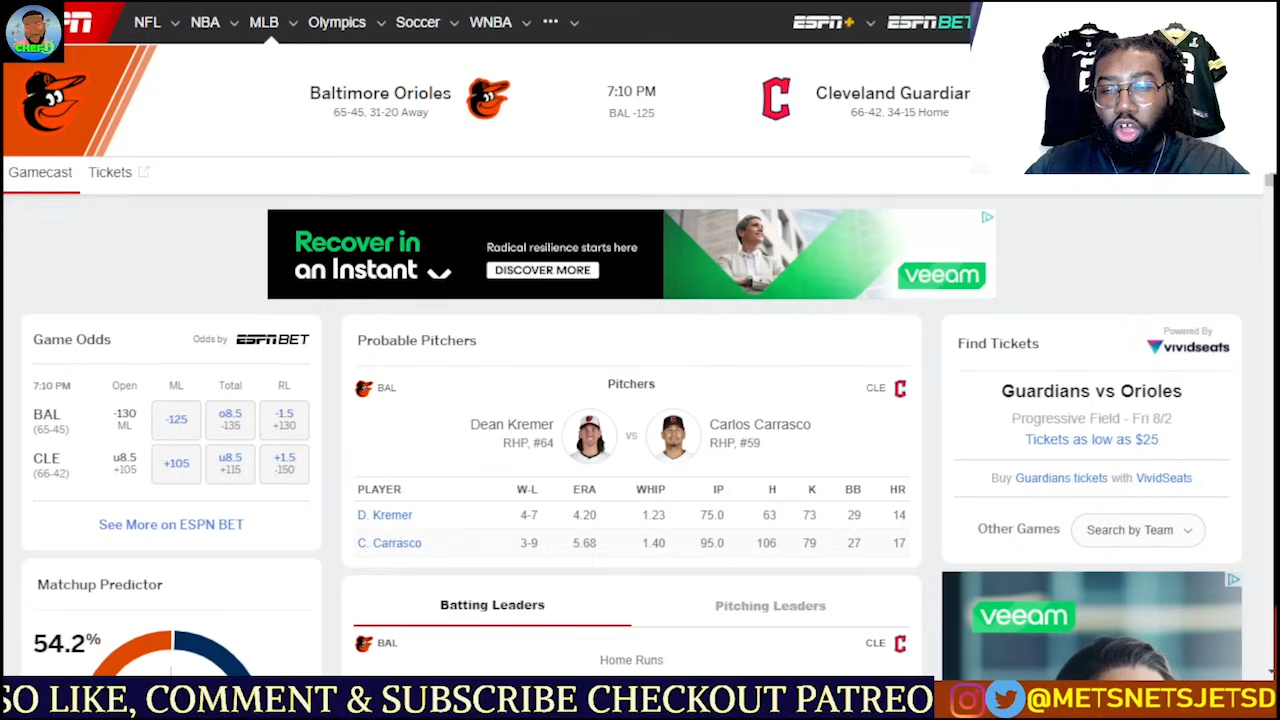 CHEFJ
NFL NBA MLB Olympics Soccer WNBA ••• ESPN+ ESPN BET
Baltimore Orioles
65-45, 31-20 Away
7:10 PM
BAL -125
Cleveland Guardian
66-42, 34-15 Home
Gamecast Tickets
Recover in
an Instant
Radical resilience starts here
DISCOVER MORE
veeam
Game Odds
Odds by ESPN BET
7:10 PM Open ML Total RL
BAL
(65-45)
-130
ML
-125
o8.5
-135
-1.5
+130
CLE
(66-42)
u8.5
+105
+105
u8.5
+115
+1.5
-150
See More on ESPN BET
Matchup Predictor
54.2%
Probable Pitchers
BAL
Pitchers
CLE
Dean Kremer
RHP, #64
vs
Carlos Carrasco
RHP, #59
PLAYER W-L ERA WHIP IP H K BB HR
D. Kremer 4-7 4.20 1.23 75.0 63 73 29 14
C. Carrasco 3-9 5.68 1.40 95.0 106 79 27 17
Batting Leaders Pitching Leaders
BAL
CLE
Home Runs
Find Tickets
Powered By
vividseats
Guardians vs Orioles
Progressive Field - Fri 8/2
Tickets as low as $25
Buy Guardians tickets with VividSeats
Other Games
Search by Team
veeam
SO LIKE, COMMENT & SUBSCRIBE CHECKOUT PATREO
@METSNETSJETSD